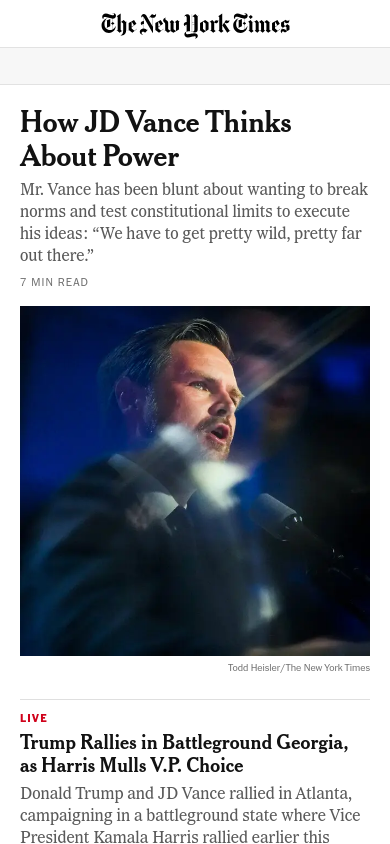 The New York Times
How JD Vance Thinks
About Power
Mr. Vance has been blunt about wanting to break
norms and test constitutional limits to execute
his ideas: “We have to get pretty wild, pretty far
out there.”
7 MIN READ
Todd Heisler/The New York Times
LIVE
Trump Rallies in Battleground Georgia,
as Harris Mulls V.P. Choice
Donald Trump and JD Vance rallied in Atlanta,
campaigning in a battleground state where Vice
President Kamala Harris rallied earlier this